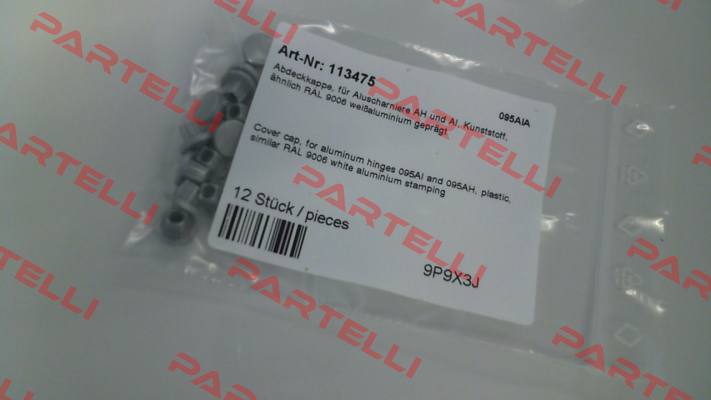 Art-Nr: 113475
095AIA
Abdeckkappe, für Aluscharniere AH und AI, Kunststoff,
ähnlich RAL 9006 weißaluminium geprägt
Cover cap, for aluminum hinges 095AI and 095AH, plastic,
similar RAL 9006 white aluminium stamping
12 Stück / pieces
9P9X3J
PARTELLI
PARTELLI
PARTELLI
PARTELLI
PARTELLI
PARTELLI
PARTELLI
PARTELLI
PARTELLI